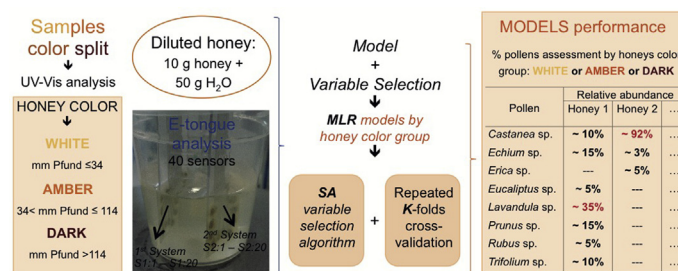 Samples
color split
UV-Vis analysis
HONEY COLOR
WHITE
mm Pfund ≤34
AMBER
34< mm Pfund ≤ 114
DARK
mm Pfund >114
Diluted honey:
10 g honey +
50 g H₂O
E-tongue
analysis
40 sensors
1st System
S1:1 – S1:20
2nd System
S2:1 – S2:20
Model
+
Variable Selection
MLR models by
honey color group
SA
variable
selection
algorithm
+
Repeated
K-folds
cross-
validation
MODELS performance
% pollens assessment by honeys color
group: WHITE or AMBER or DARK
Relative abundance
Pollen Honey 1 Honey 2 ...
Castanea sp. ~ 10% ~ 92% ...
Echium sp. ~ 15% ~ 3% ...
Erica sp. --- ~ 5% ...
Eucaliptus sp. ~ 5% --- ...
Lavandula sp. ~ 35% --- ...
Prunus sp. ~ 15% --- ...
Rubus sp. ~ 5% --- ...
Trifolium sp. ~ 10% --- ...